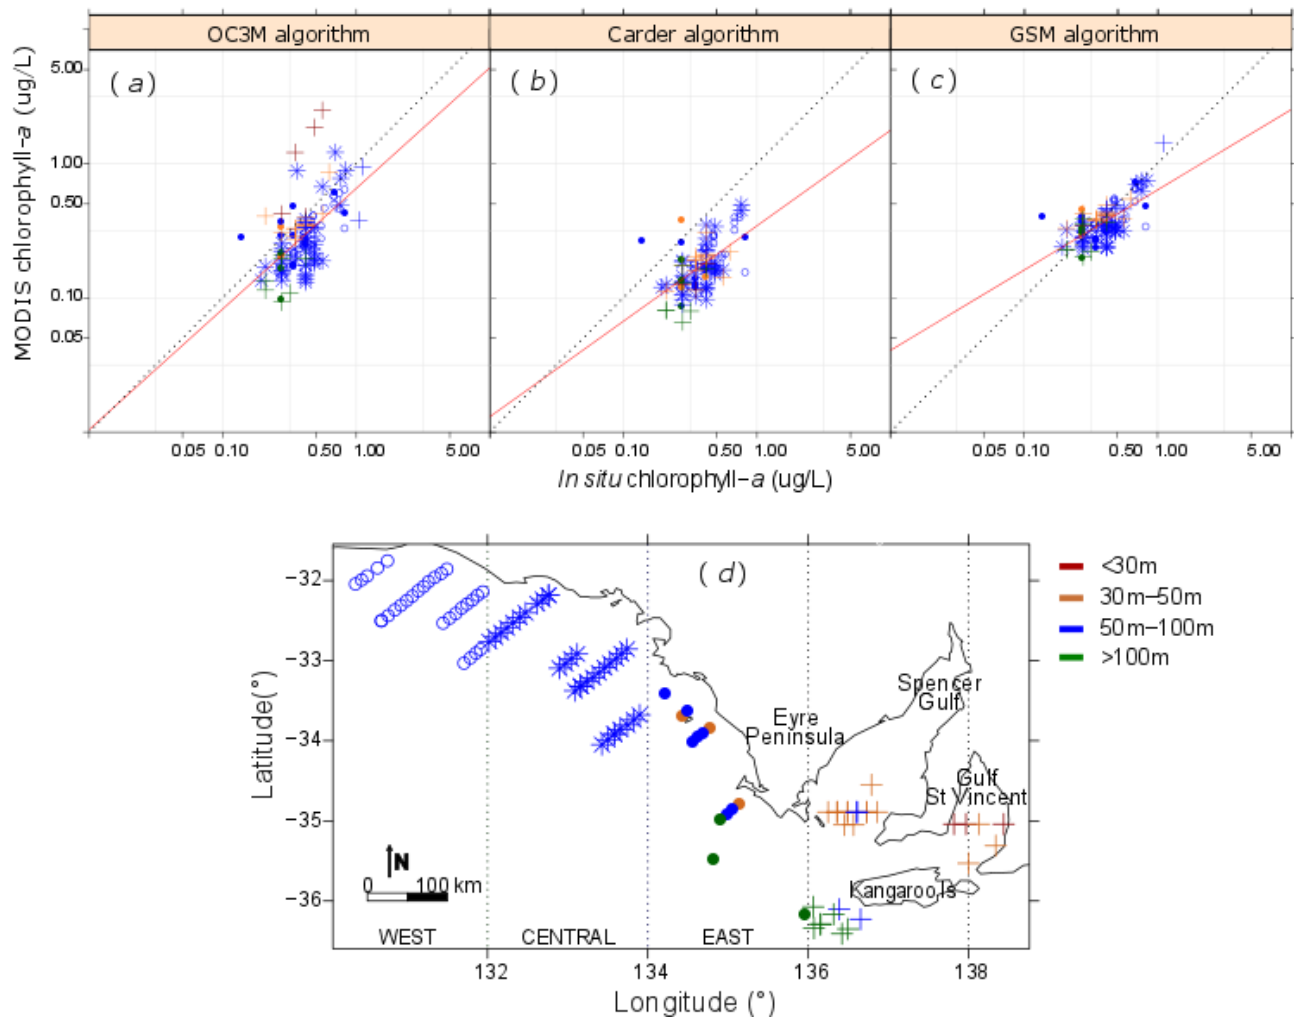 OC3M algorithm
Carder algorithm
GSM algorithm
MODIS chlorophyll-a (ug/L)
5.00
1.00
0.50
0.10
0.05
(a)
(b)
(c)
0.05 0.10 0.50 1.00 5.00
0.05 0.10 0.50 1.00 5.00
0.05 0.10 0.50 1.00 5.00
In situ chlorophyll-a (ug/L)
(d)
Latitude(°)
-32
-33
-34
-35
-36
Spencer
Gulf
Eyre
Peninsula
Gulf
St Vincent
Kangaroo Is
N
0 100 km
WEST
CENTRAL
EAST
132
134
136
138
Longitude (°)
<30m
30m-50m
50m-100m
>100m